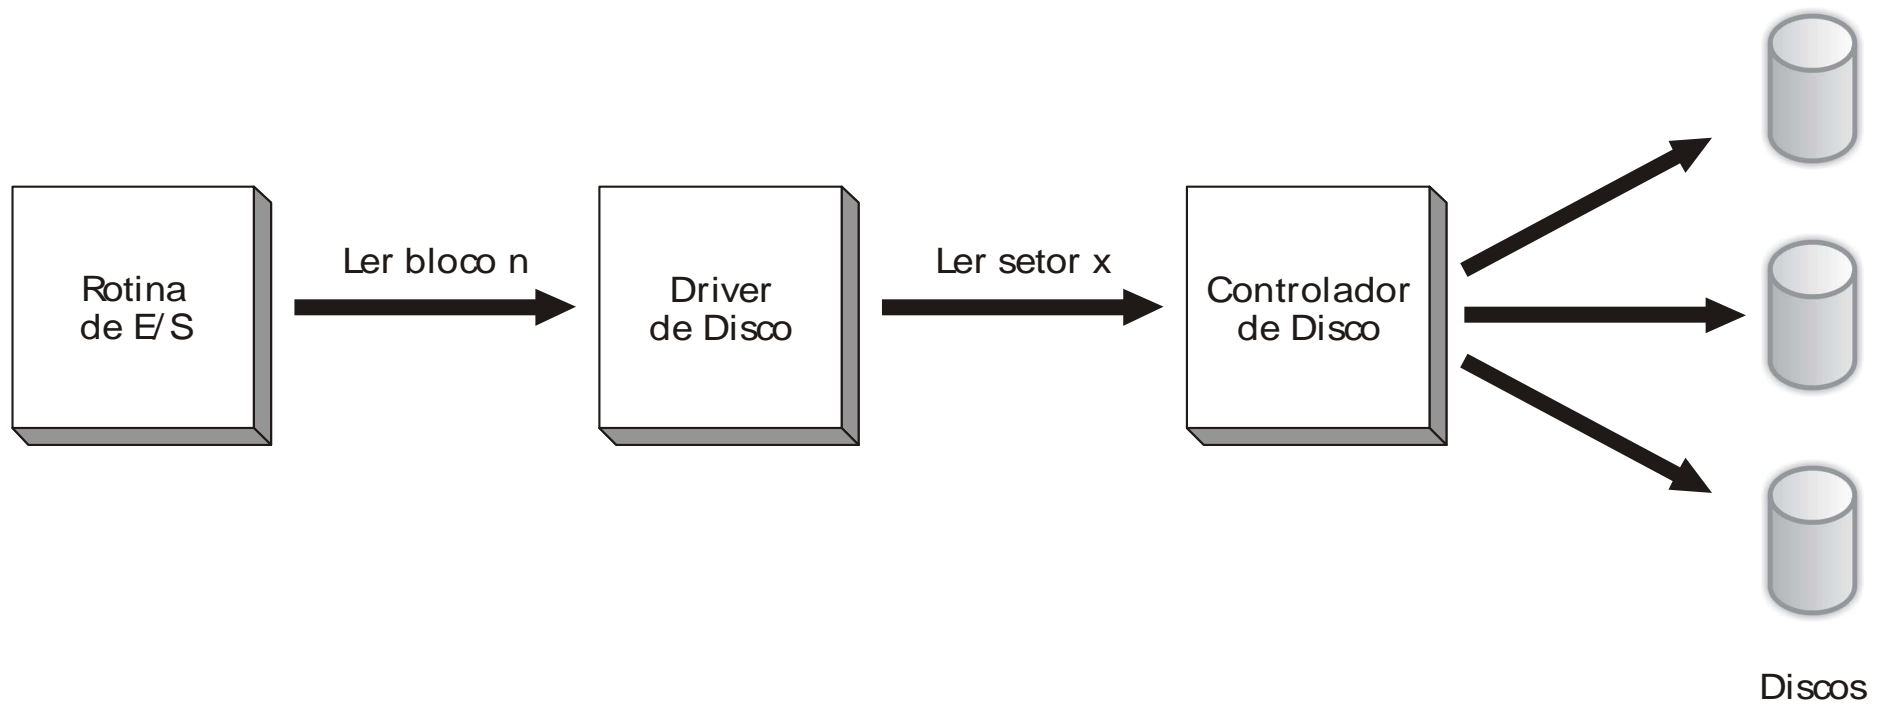 Rotina
de E/S
Ler bloco n
Driver
de Disco
Ler setor x
Controlador
de Disco
Discos